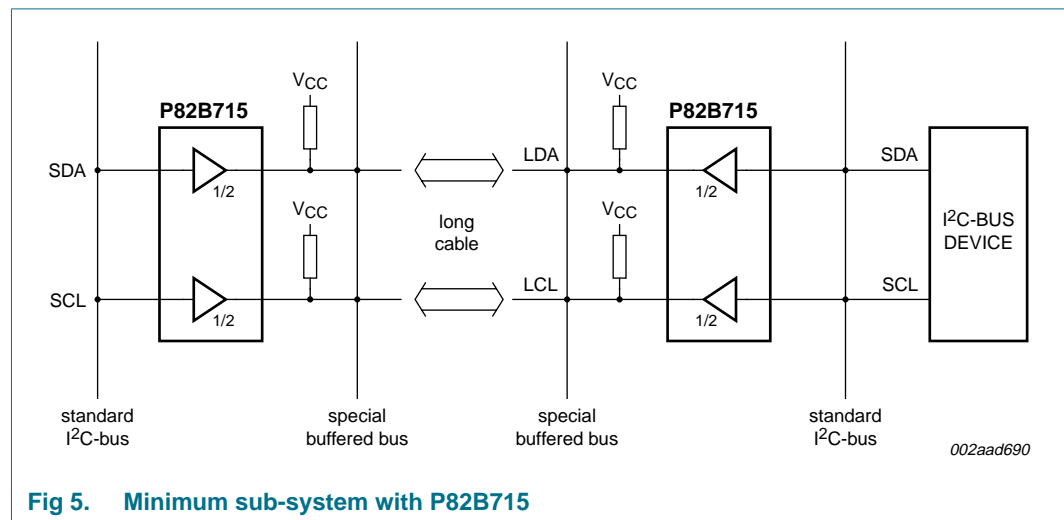 VCC VCC
P82B715 P82B715
SDA LDA SDA
1/2 1/2
VCC VCC
long
cable
I2C-BUS
DEVICE
SCL LCL SCL
1/2 1/2
standard
I2C-bus
special
buffered bus
special
buffered bus
standard
I2C-bus
002aad690
Fig 5. Minimum sub-system with P82B715